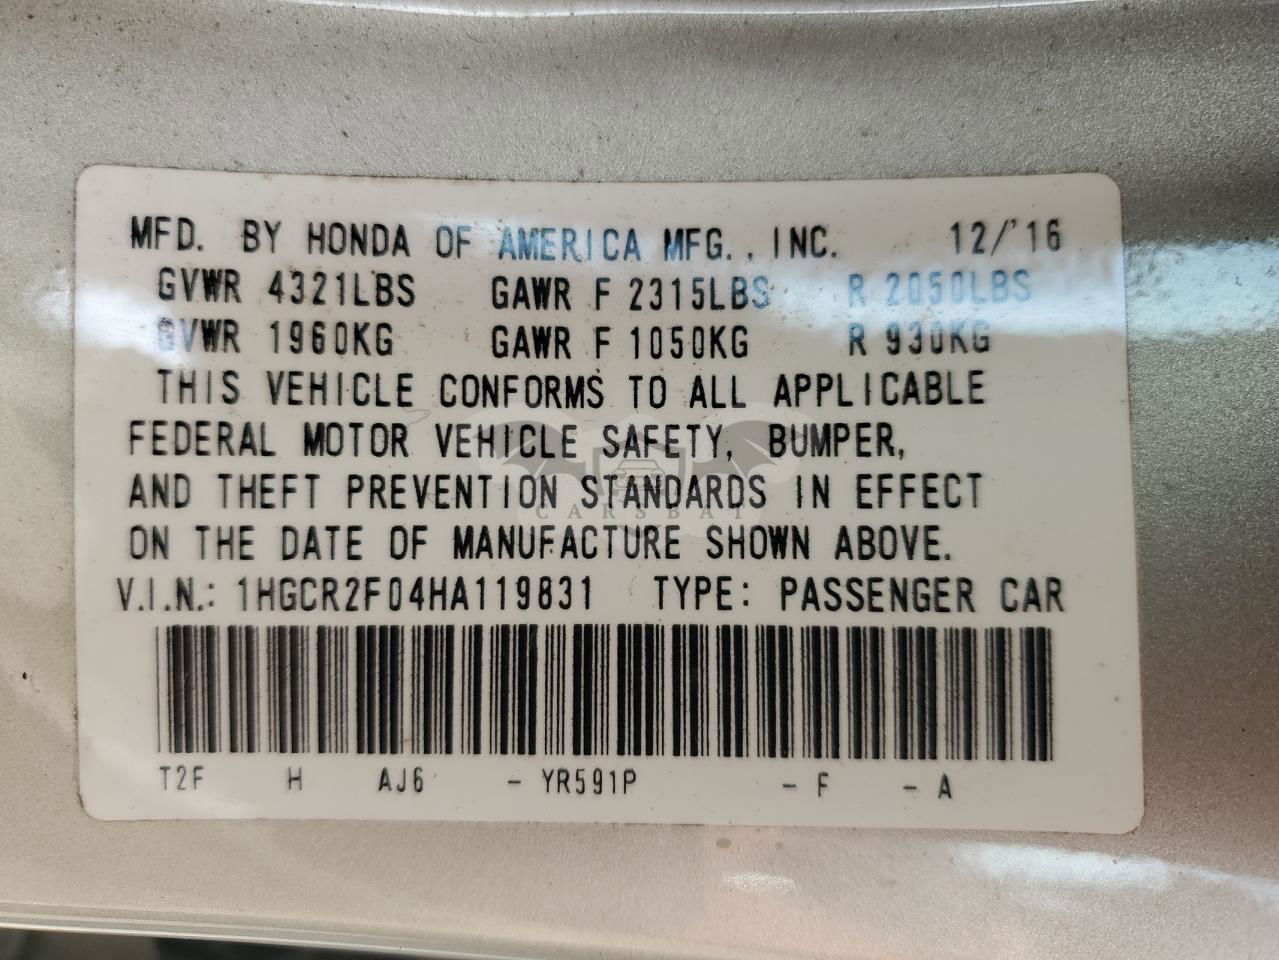 MFD. BY HONDA OF AMERICA MFG., INC. 12/'16
GVWR 4321LBS GAWR F 2315LBS R 2050LBS
GVWR 1960KG GAWR F 1050KG R 930KG
THIS VEHICLE CONFORMS TO ALL APPLICABLE
FEDERAL MOTOR VEHICLE SAFETY, BUMPER,
AND THEFT PREVENTION STANDARDS IN EFFECT
CARSBAT
ON THE DATE OF MANUFACTURE SHOWN ABOVE.
V.I.N.: 1HGCR2F04HA119831 TYPE: PASSENGER CAR
T2F H AJ6 - YR591P - F - A